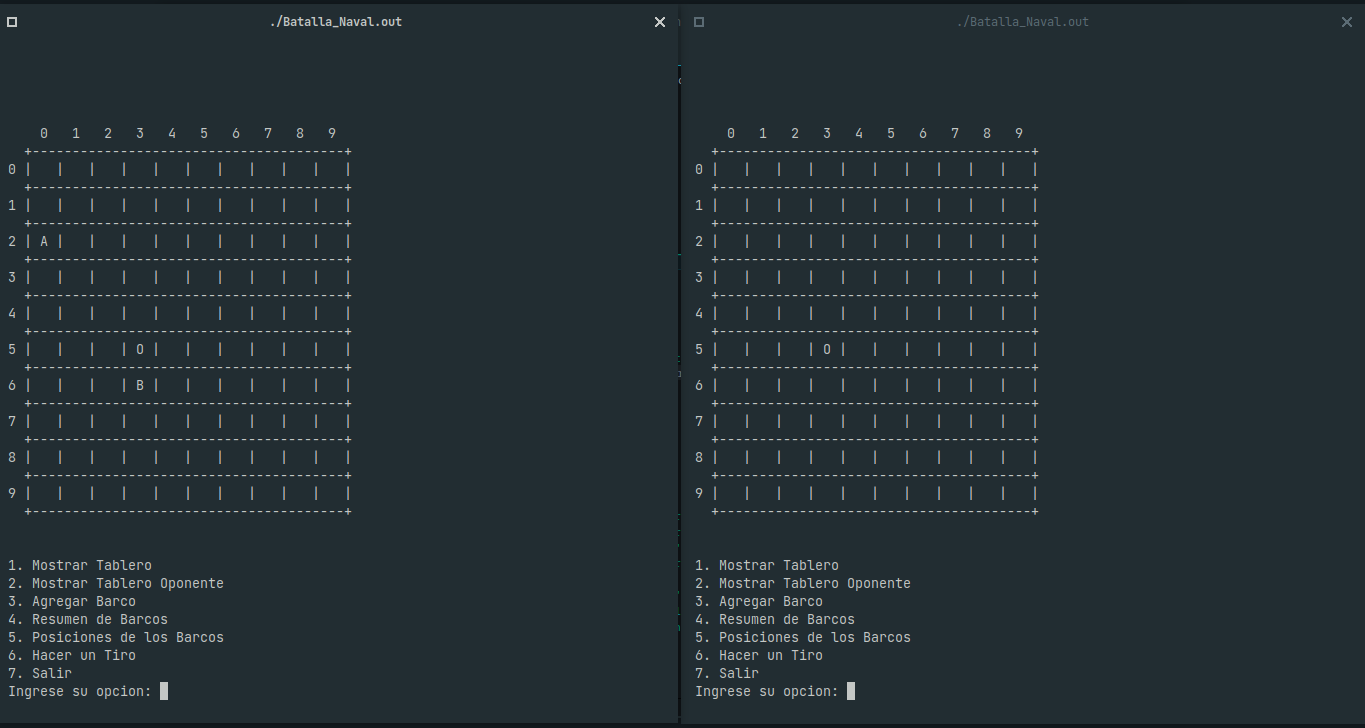 ./Batalla_Naval.out
    0   1   2   3   4   5   6   7   8   9
  +---------------------------------------+
0 |   |   |   |   |   |   |   |   |   |   |
  +---------------------------------------+
1 |   |   |   |   |   |   |   |   |   |   |
  +---------------------------------------+
2 | A |   |   |   |   |   |   |   |   |   |
  +---------------------------------------+
3 |   |   |   |   |   |   |   |   |   |   |
  +---------------------------------------+
4 |   |   |   |   |   |   |   |   |   |   |
  +---------------------------------------+
5 |   |   |   | O |   |   |   |   |   |   |
  +---------------------------------------+
6 |   |   |   | B |   |   |   |   |   |   |
  +---------------------------------------+
7 |   |   |   |   |   |   |   |   |   |   |
  +---------------------------------------+
8 |   |   |   |   |   |   |   |   |   |   |
  +---------------------------------------+
9 |   |   |   |   |   |   |   |   |   |   |
  +---------------------------------------+
1. Mostrar Tablero
2. Mostrar Tablero Oponente
3. Agregar Barco
4. Resumen de Barcos
5. Posiciones de los Barcos
6. Hacer un Tiro
7. Salir
Ingrese su opcion:
./Batalla_Naval.out
    0   1   2   3   4   5   6   7   8   9
  +---------------------------------------+
0 |   |   |   |   |   |   |   |   |   |   |
  +---------------------------------------+
1 |   |   |   |   |   |   |   |   |   |   |
  +---------------------------------------+
2 |   |   |   |   |   |   |   |   |   |   |
  +---------------------------------------+
3 |   |   |   |   |   |   |   |   |   |   |
  +---------------------------------------+
4 |   |   |   |   |   |   |   |   |   |   |
  +---------------------------------------+
5 |   |   |   | O |   |   |   |   |   |   |
  +---------------------------------------+
6 |   |   |   |   |   |   |   |   |   |   |
  +---------------------------------------+
7 |   |   |   |   |   |   |   |   |   |   |
  +---------------------------------------+
8 |   |   |   |   |   |   |   |   |   |   |
  +---------------------------------------+
9 |   |   |   |   |   |   |   |   |   |   |
  +---------------------------------------+
1. Mostrar Tablero
2. Mostrar Tablero Oponente
3. Agregar Barco
4. Resumen de Barcos
5. Posiciones de los Barcos
6. Hacer un Tiro
7. Salir
Ingrese su opcion: